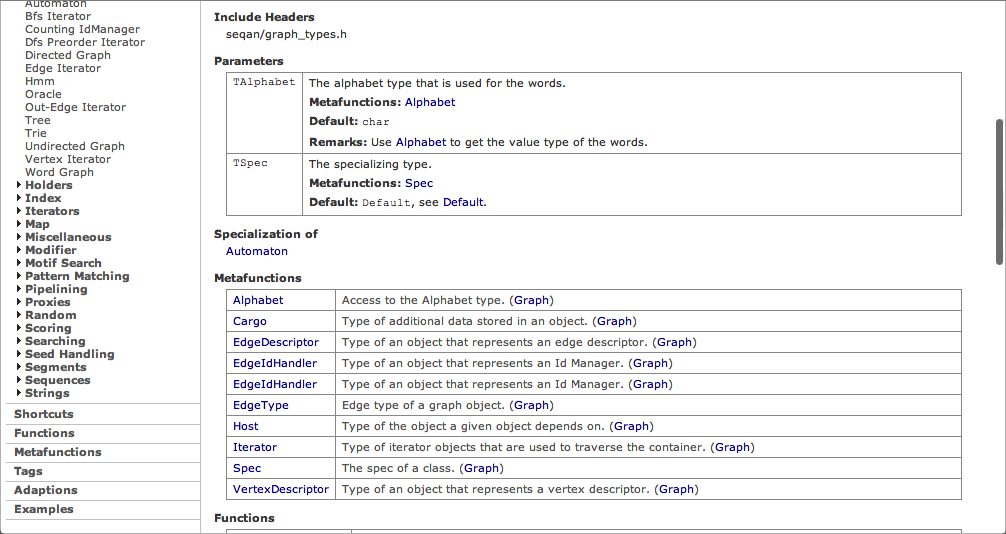 Automaton
Bfs Iterator
Counting IdManager
Dfs Preorder Iterator
Directed Graph
Edge Iterator
Hmm
Oracle
Out-Edge Iterator
Tree
Trie
Undirected Graph
Vertex Iterator
Word Graph
Holders
Index
Iterators
Map
Miscellaneous
Modifier
Motif Search
Pattern Matching
Pipelining
Proxies
Random
Scoring
Searching
Seed Handling
Segments
Sequences
Strings
Shortcuts
Functions
Metafunctions
Tags
Adaptions
Examples
Include Headers
seqan/graph_types.h
Parameters
TAlphabet The alphabet type that is used for the words.
Metafunctions: Alphabet
Default: char
Remarks: Use Alphabet to get the value type of the words.
TSpec The specializing type.
Metafunctions: Spec
Default: Default, see Default.
Specialization of
Automaton
Metafunctions
Alphabet Access to the Alphabet type. (Graph)
Cargo Type of additional data stored in an object. (Graph)
EdgeDescriptor Type of an object that represents an edge descriptor. (Graph)
EdgeIdHandler Type of an object that represents an Id Manager. (Graph)
EdgeIdHandler Type of an object that represents an Id Manager. (Graph)
EdgeType Edge type of a graph object. (Graph)
Host Type of the object a given object depends on. (Graph)
Iterator Type of iterator objects that are used to traverse the container. (Graph)
Spec The spec of a class. (Graph)
VertexDescriptor Type of an object that represents a vertex descriptor. (Graph)
Functions